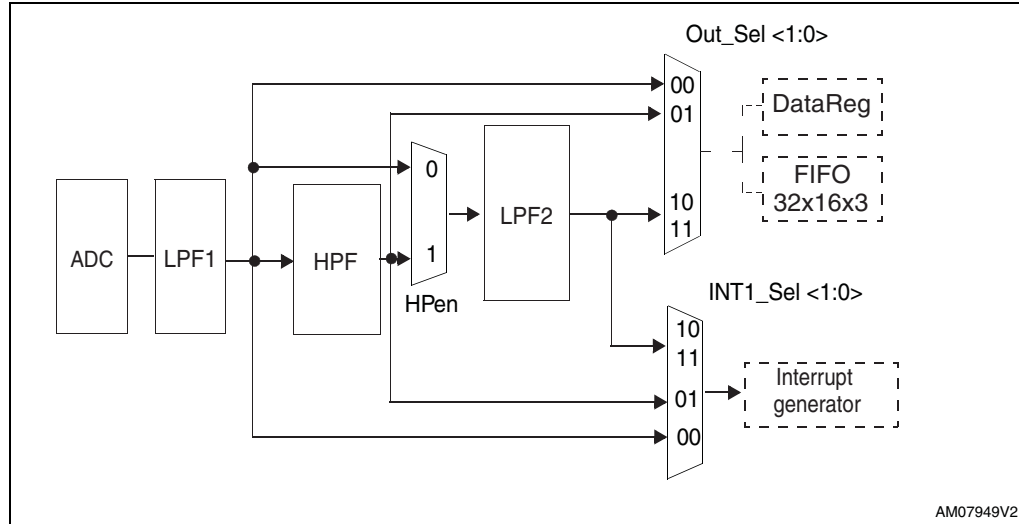 Out_Sel <1:0>
00
01
10
11
DataReg
FIFO
32x16x3
0
1
HPen
ADC
LPF1
HPF
LPF2
INT1_Sel <1:0>
10
11
01
00
Interrupt
generator
AM07949V2